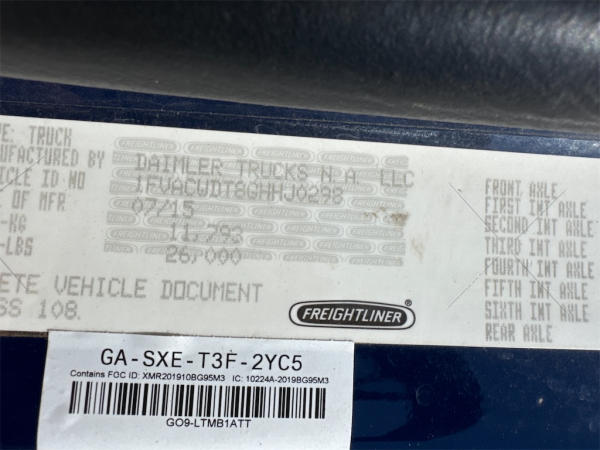 PE: TRUCK
NUFACTURED BY DAIMLER TRUCKS N.A. LLC
ICLE ID NO 1FVACWDT8GHHJ0298
OF MFR 07/15
-KG 11,793
-LBS 26,000
ETE VEHICLE DOCUMENT
SS 108.
FRONT AXLE
FIRST INT AXLE
SECOND INT AXLE
THIRD INT AXLE
FOURTH INT AXLE
FIFTH INT AXLE
SIXTH INT AXLE
REAR AXLE
FREIGHTLINER
GA-SXE-T3F-2YC5
Contains FCC ID: XMR201910BG95M3 IC: 10224A-2019BG95M3
GO9-LTMB1ATT